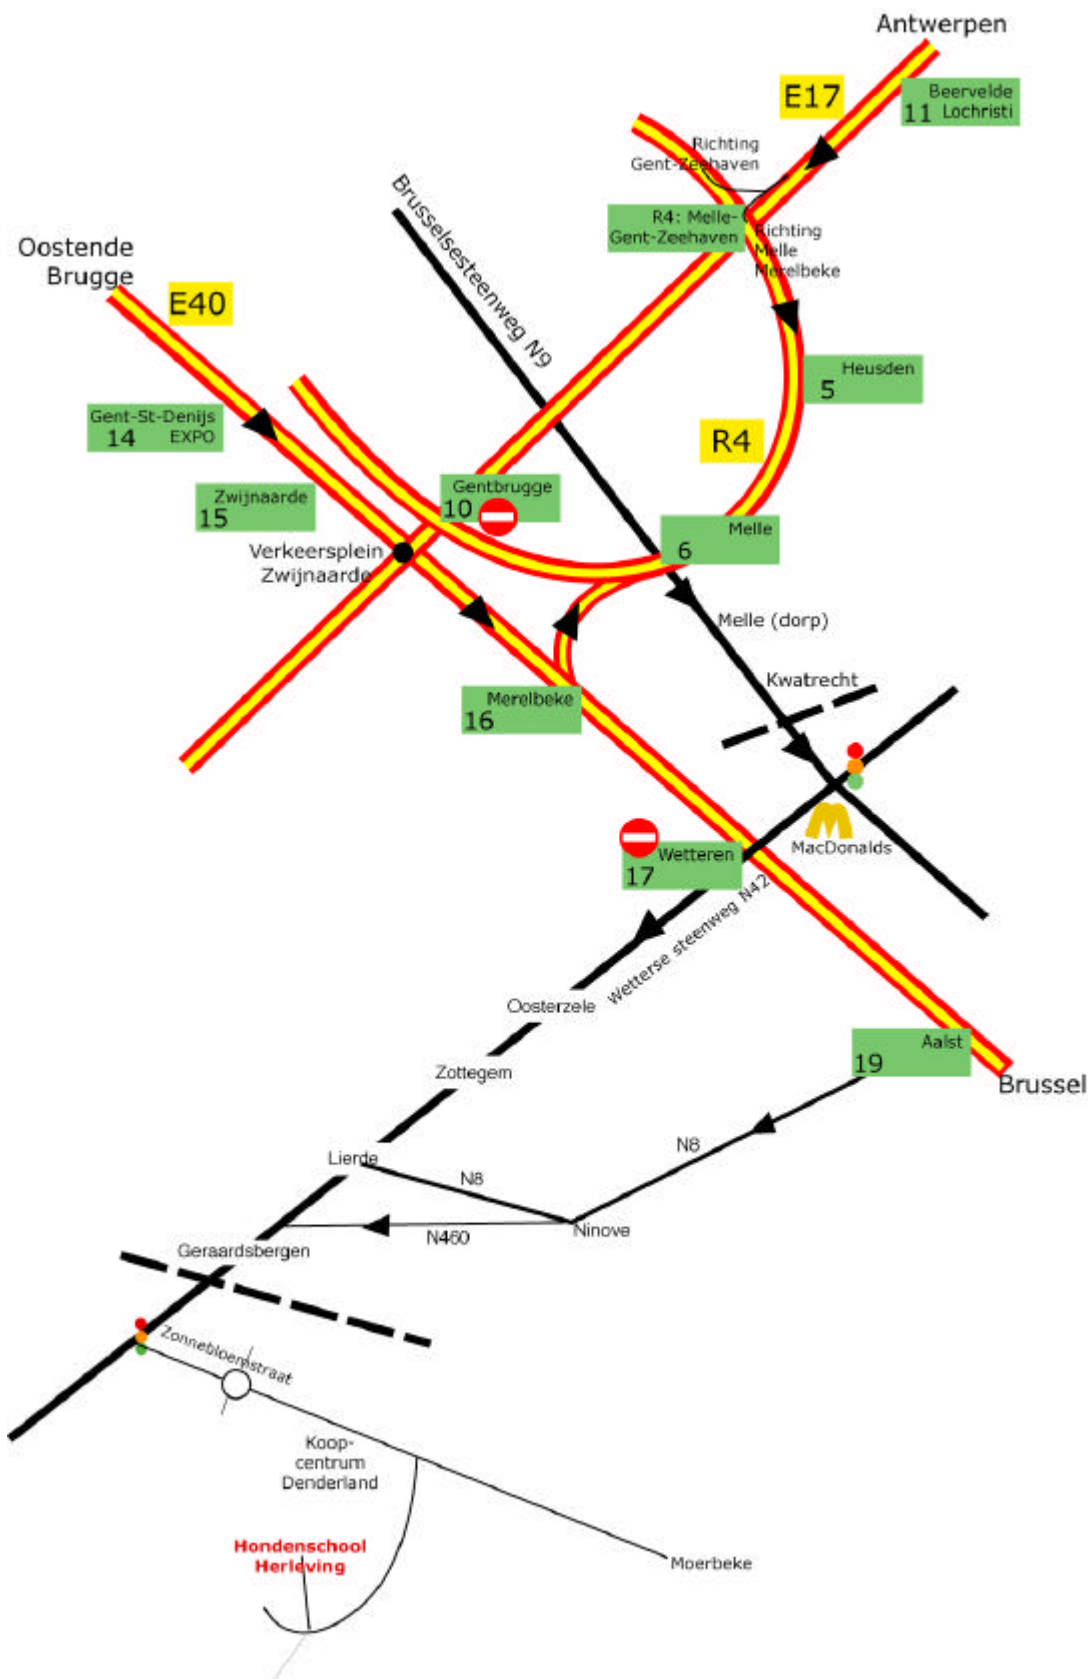 Antwerpen
E17
Beervelde
11 Lochristi
Richting
Gent-Zeehaven
Brusselsesteenweg N9
R4: Melle-
Gent-Zeehaven
Richting
Melle
Merelbeke
Oostende
Brugge
E40
Heusden
5
Gent-St-Denijs
14 EXPO
R4
Zwijnaarde
15
Gentbrugge
10
Melle
6
Verkeersplein
Zwijnaarde
Melle (dorp)
Kwatrecht
Merelbeke
16
MacDonalds
Wetteren
17
Wetterse steenweg N42
Oosterzele
Aalst
19
Zottegem
Brussel
N8
Lierde
N8
Ninove
N460
Geraardsbergen
Zonnebloemstraat
Koop-
centrum
Denderland
Hondenschool
Herleving
Moerbeke